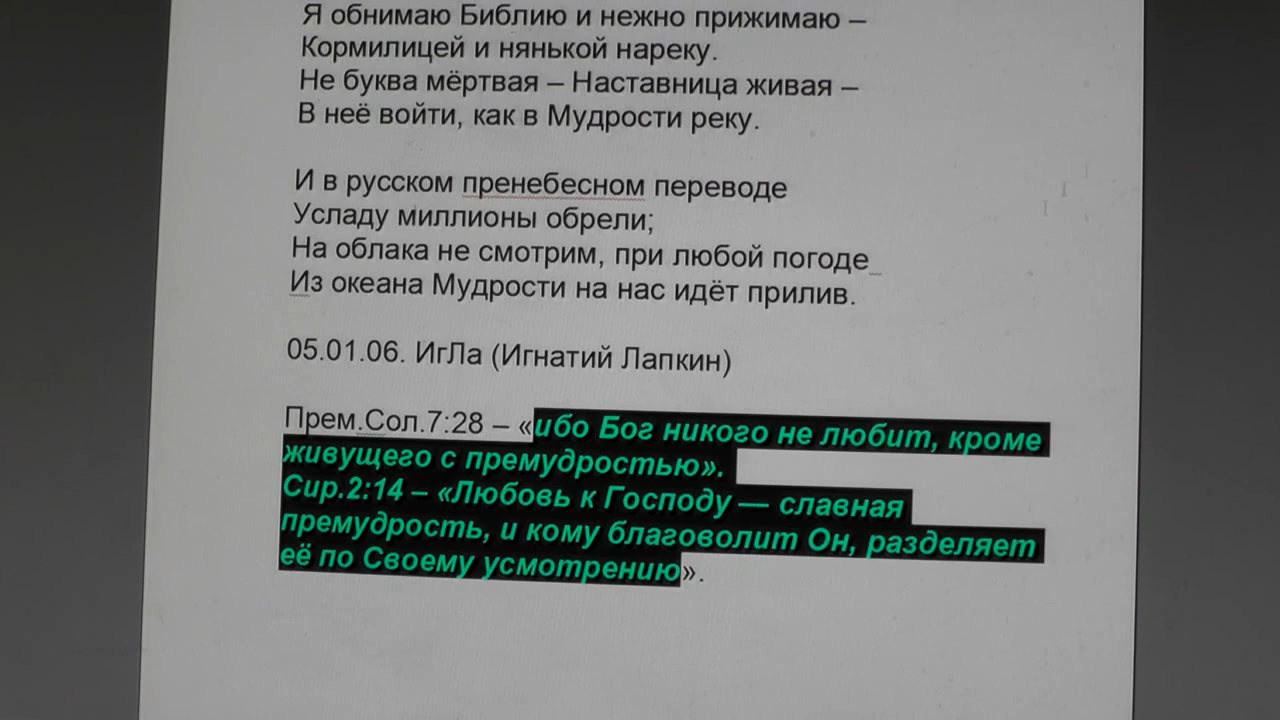 Я обнимаю Библию и нежно прижимаю –
Кормилицей и нянькой нареку.
Не буква мёртвая – Наставница живая –
В неё войти, как в Мудрости реку.
И в русском пренебесном переводе
Усладу миллионы обрели;
На облака не смотрим, при любой погоде
Из океана Мудрости на нас идёт прилив.
05.01.06. ИгЛа (Игнатий Лапкин)
Прем.Сол.7:28 – «ибо Бог никого не любит, кроме
живущего с премудростью».
Сир.2:14 – «Любовь к Господу — славная
премудрость, и кому благоволит Он, разделяет
её по Своему усмотрению».